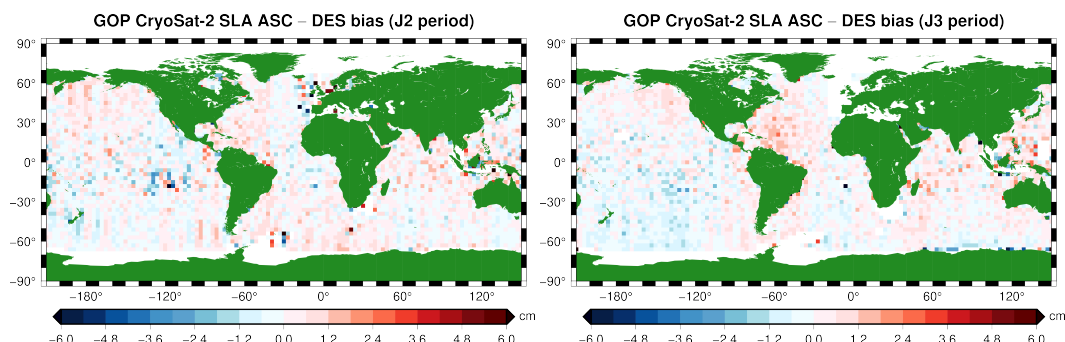 GOP CryoSat-2 SLA ASC – DES bias (J2 period)
90°
60°
30°
0°
−30°
−60°
−90°
−180° −120° −60° 0° 60° 120°
cm
−6.0 −4.8 −3.6 −2.4 −1.2 0.0 1.2 2.4 3.6 4.8 6.0
GOP CryoSat-2 SLA ASC – DES bias (J3 period)
90°
60°
30°
0°
−30°
−60°
−90°
−180° −120° −60° 0° 60° 120°
cm
−6.0 −4.8 −3.6 −2.4 −1.2 0.0 1.2 2.4 3.6 4.8 6.0